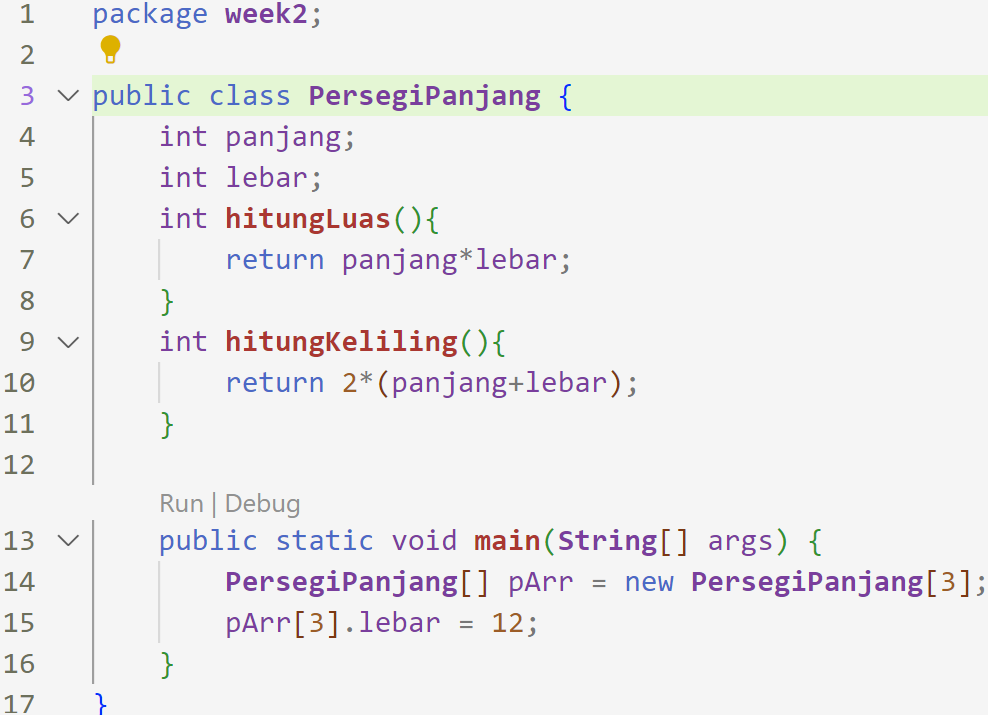 1 package week2;
2
3 public class PersegiPanjang {
4 int panjang;
5 int lebar;
6 int hitungLuas(){
7 return panjang*lebar;
8 }
9 int hitungKeliling(){
10 return 2*(panjang+lebar);
11 }
12
Run | Debug
13 public static void main(String[] args) {
14 PersegiPanjang[] pArr = new PersegiPanjang[3];
15 pArr[3].lebar = 12;
16 }
17 }